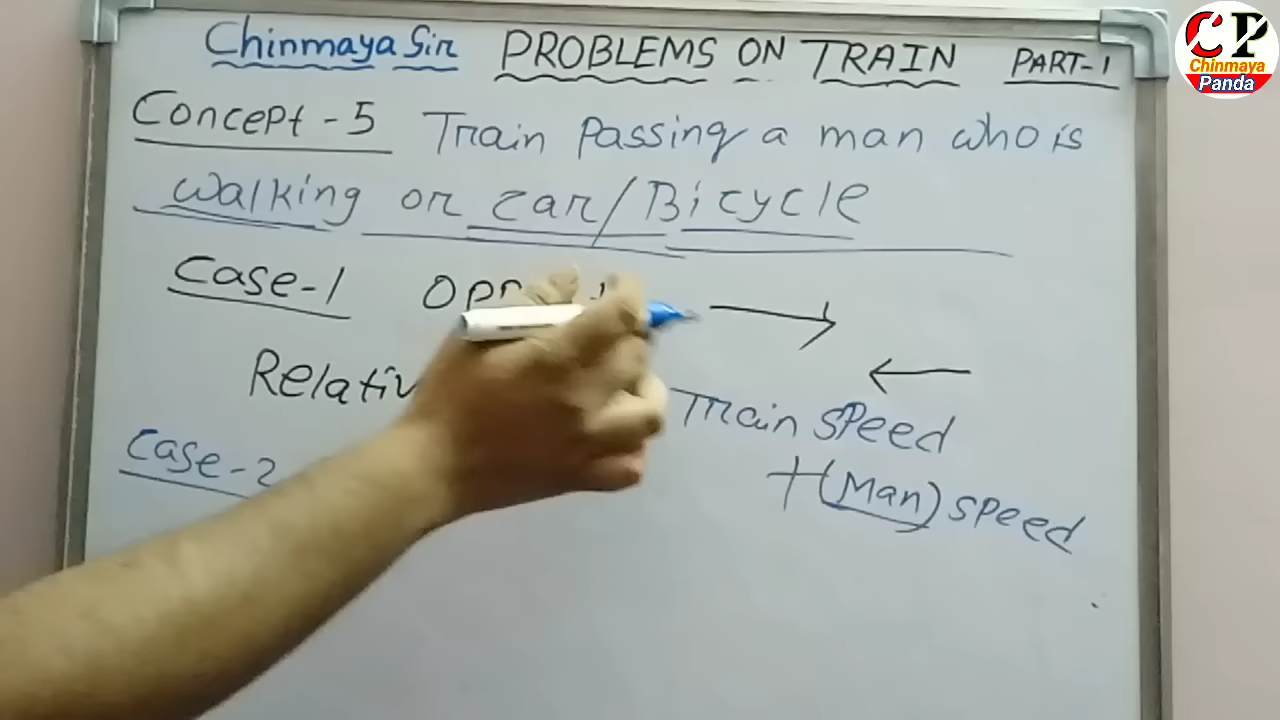 Chinmaya Sir PROBLEMS ON TRAIN PART-1
Concept-5 Train Passing a man who is
walking or car/Bicycle
Case-1
Train speed
+(Man) speed
Case-2
CP
Chinmaya
Panda